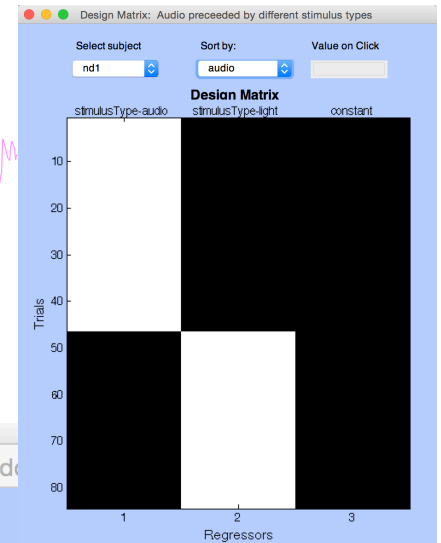 Design Matrix: Audio preceeded by different stimulus types
Select subject
Sort by:
Value on Click
nd1
audio
Design Matrix
stimulusType-audio stimulusType-light constant
10
20
30
40
50
60
70
80
Trials
1 2 3
Regressors